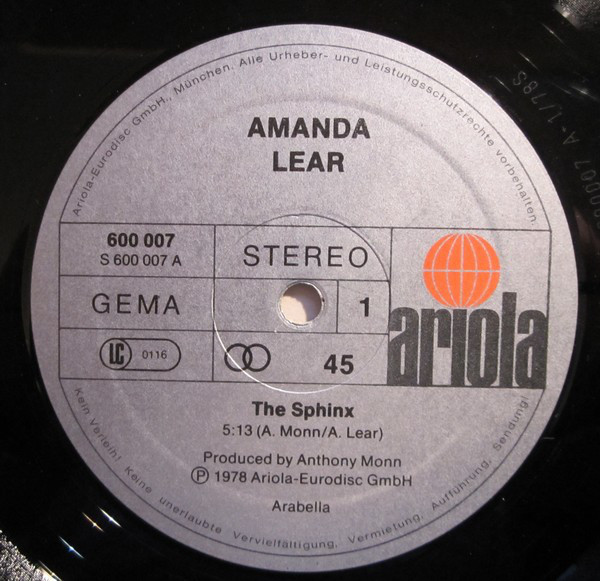 Ariola-Eurodisc GmbH., München. Alle Urheber- und Leistungsschutzrechte vorbehalten.
AMANDA
LEAR
600 007
S 600 007 A
STEREO
GEMA
1
LC 0116
45
ariola
The Sphinx
5:13 (A. Monn/A. Lear)
Produced by Anthony Monn
Ⓟ 1978 Ariola-Eurodisc GmbH
Arabella
Kein Verleih! Keine unerlaubte Vervielfältigung, Vermietung, Aufführung, Sendung!